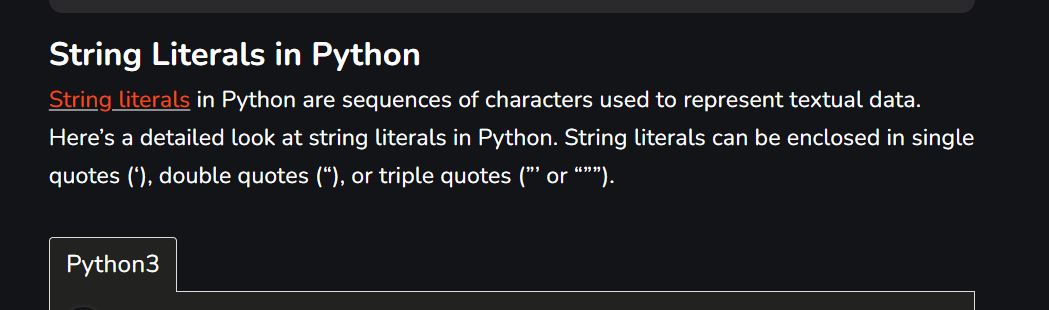 String Literals in Python
String literals in Python are sequences of characters used to represent textual data.
Here’s a detailed look at string literals in Python. String literals can be enclosed in single
quotes (‘), double quotes (“), or triple quotes (”’ or “””).
Python3